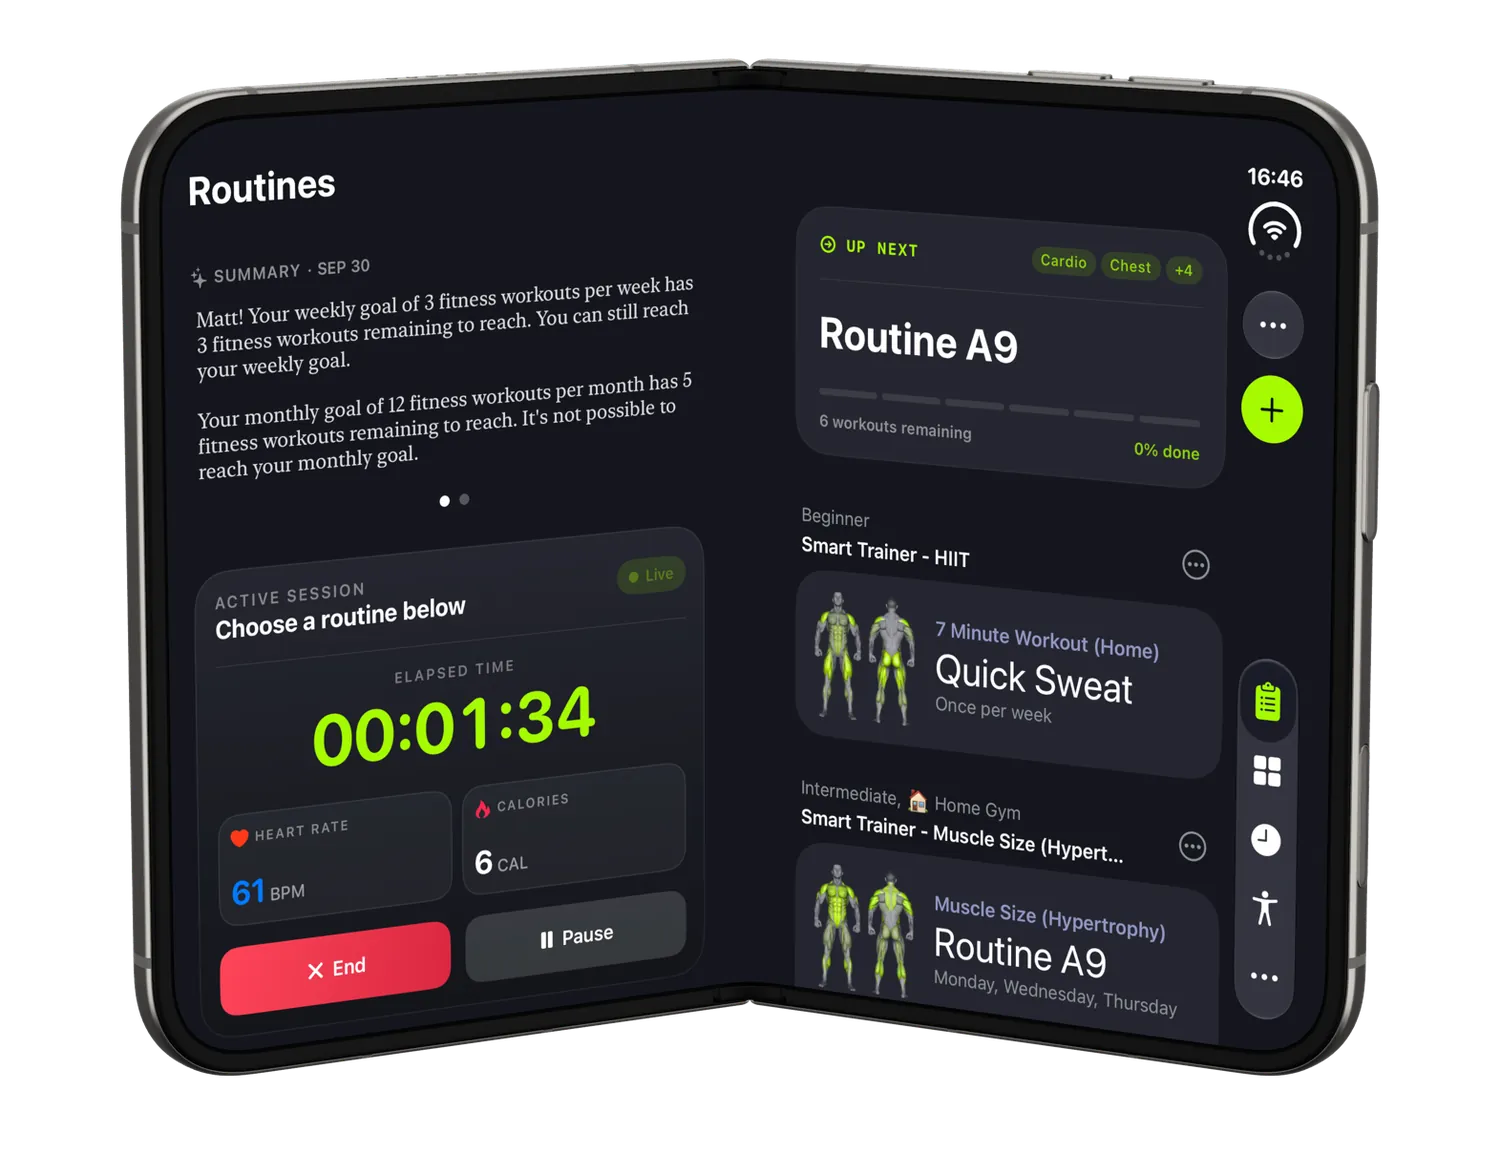 Routines
SUMMARY · SEP 30
Matt! Your weekly goal of 3 fitness workouts per week has
3 fitness workouts remaining to reach. You can still reach
your weekly goal.
Your monthly goal of 12 fitness workouts per month has 5
fitness workouts remaining to reach. It's not possible to
reach your monthly goal.
ACTIVE SESSION
Choose a routine below
Live
ELAPSED TIME
00:01:34
HEART RATE
61 BPM
CALORIES
6 CAL
End
Pause
UP NEXT
Cardio
Chest
+4
Routine A9
6 workouts remaining
0% done
Beginner
Smart Trainer - HIIT
7 Minute Workout (Home)
Quick Sweat
Once per week
Intermediate, 🏠 Home Gym
Smart Trainer - Muscle Size (Hypert...
Muscle Size (Hypertrophy)
Routine A9
Monday, Wednesday, Thursday
16:46